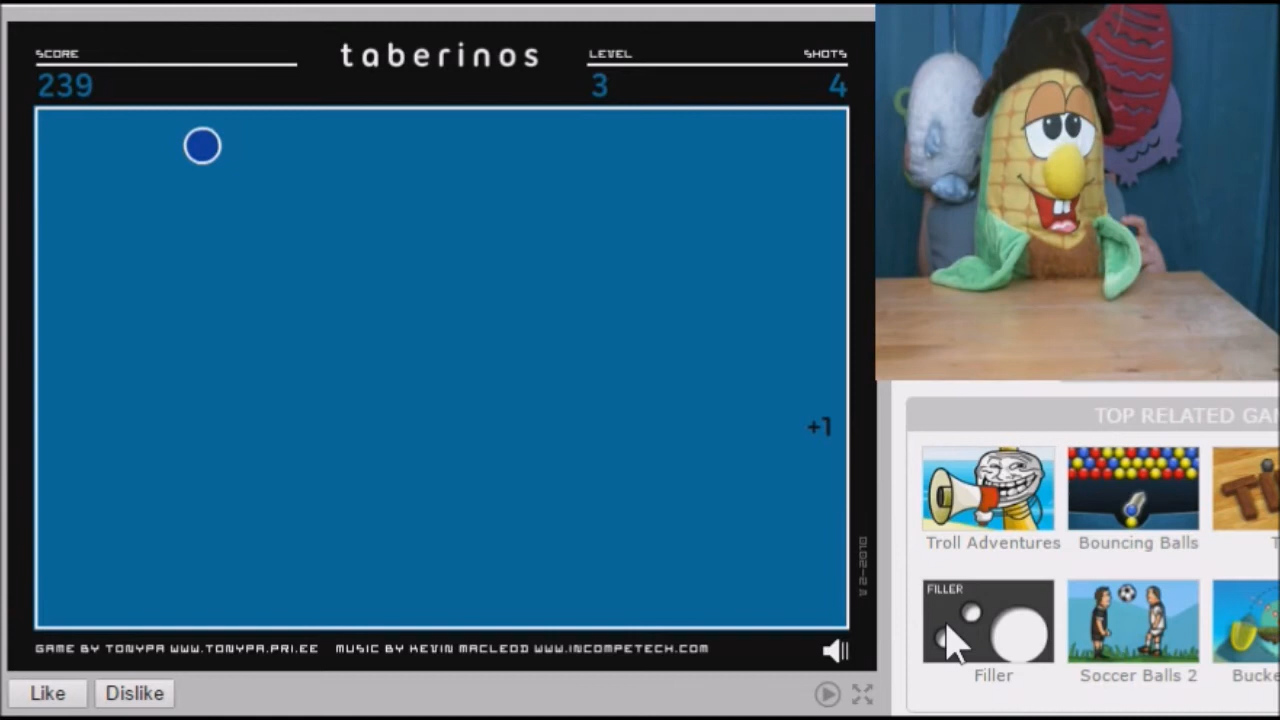 SCORE
taberinos
LEVEL
SHOTS
239
3
4
+1
GAME BY TONYPA WWW.TONYPA.PRI.EE MUSIC BY KEVIN MACLEOD WWW.INCOMPETECH.COM
Like
Dislike
TOP RELATED GA
Troll Adventures
Bouncing Balls
FILLER
Filler
Soccer Balls 2
Bucke